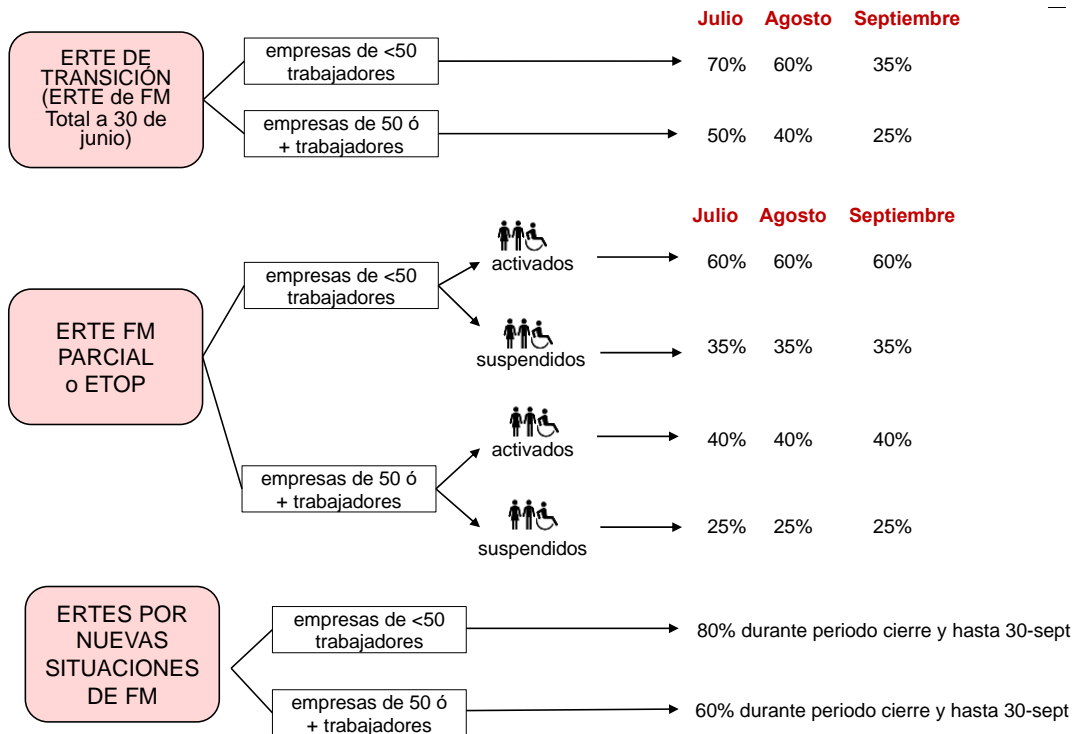 Julio Agosto Septiembre
ERTE DE
TRANSICIÓN
(ERTE de FM
Total a 30 de
junio)
empresas de <50
trabajadores
70% 60% 35%
empresas de 50 ó
+ trabajadores
50% 40% 25%
Julio Agosto Septiembre
ERTE FM
PARCIAL
o ETOP
empresas de <50
trabajadores
activados
60% 60% 60%
suspendidos
35% 35% 35%
empresas de 50 ó
+ trabajadores
activados
40% 40% 40%
suspendidos
25% 25% 25%
ERTES POR
NUEVAS
SITUACIONES
DE FM
empresas de <50
trabajadores
80% durante periodo cierre y hasta 30-sept
empresas de 50 ó
+ trabajadores
60% durante periodo cierre y hasta 30-sept